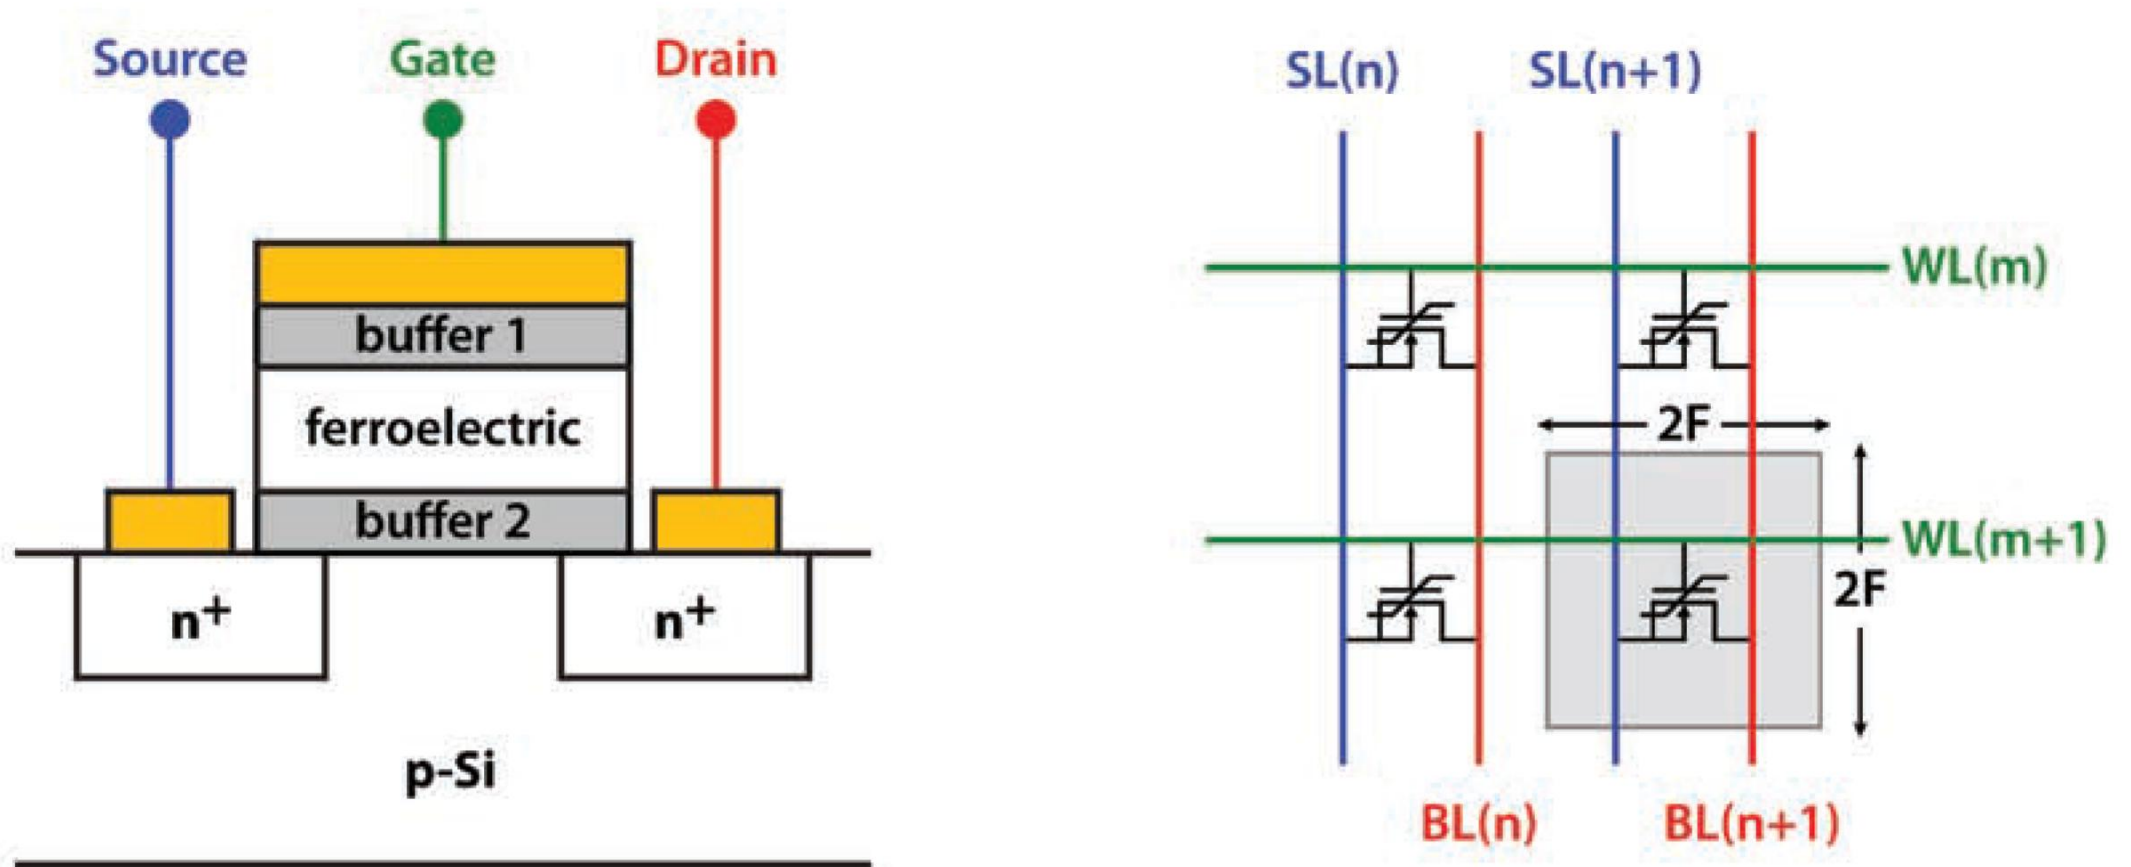 Source
Gate
Drain
buffer 1
ferroelectric
buffer 2
n+
n+
p-Si
SL(n)
SL(n+1)
WL(m)
2F
WL(m+1)
2F
BL(n)
BL(n+1)